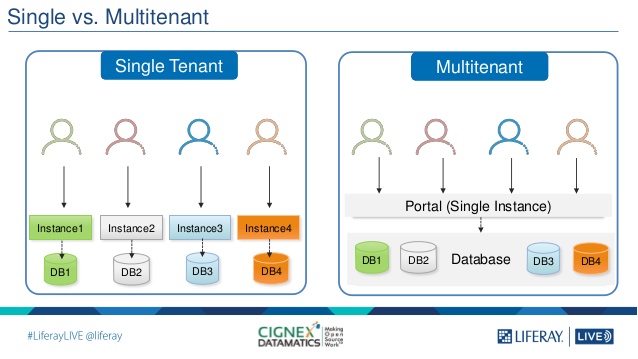 Single vs. Multitenant
Single Tenant
Instance1
Instance2
Instance3
Instance4
DB1
DB2
DB3
DB4
Multitenant
Portal (Single Instance)
DB1
DB2
Database
DB3
DB4
#LiferayLIVE @liferay
CIGNEX
DATAMATICS
Making
Open
Source
Work
LIFERAY.
LIVE